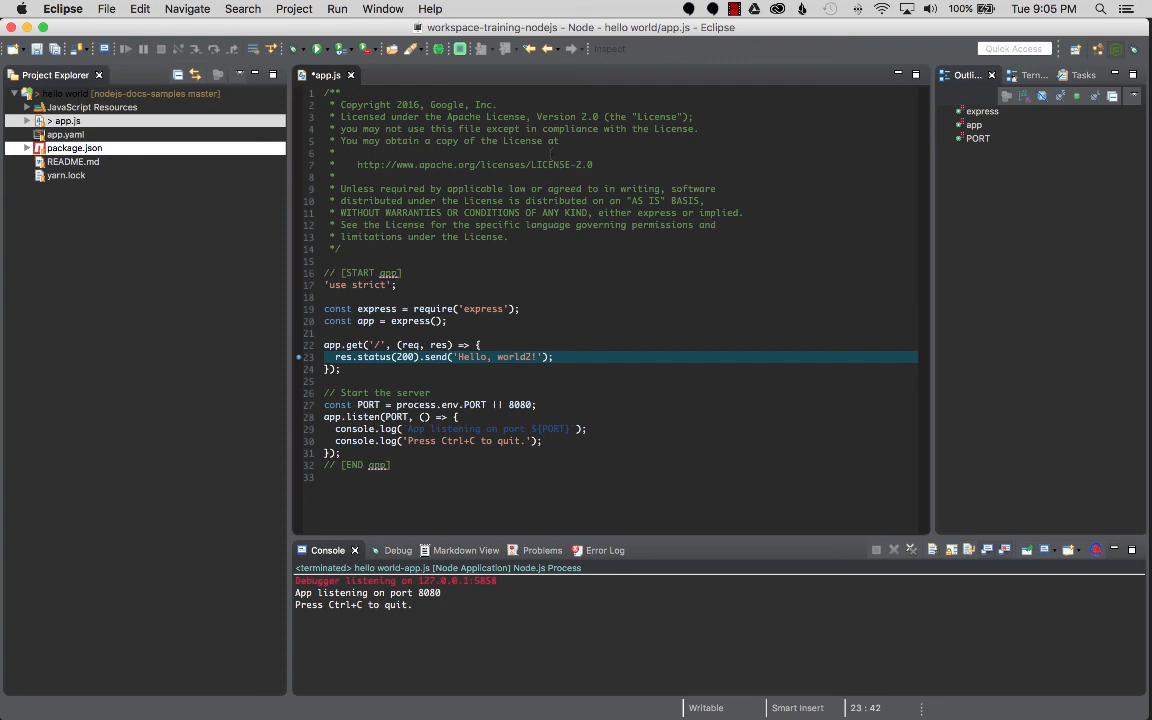 Eclipse File Edit Navigate Search Project Run Window Help 100% Tue 9:05 PM
workspace-training-nodejs - Node - hello world/app.js - Eclipse
Inspect Quick Access
Project Explorer
> hello world [nodejs-docs-samples master]
JavaScript Resources
> app.js
app.yaml
package.json
README.md
yarn.lock
*app.js
1 /**
2 * Copyright 2016, Google, Inc.
3 * Licensed under the Apache License, Version 2.0 (the "License");
4 * you may not use this file except in compliance with the License.
5 * You may obtain a copy of the License at
6 *
7 * http://www.apache.org/licenses/LICENSE-2.0
8 *
9 * Unless required by applicable law or agreed to in writing, software
10 * distributed under the License is distributed on an "AS IS" BASIS,
11 * WITHOUT WARRANTIES OR CONDITIONS OF ANY KIND, either express or implied.
12 * See the License for the specific language governing permissions and
13 * limitations under the License.
14 */
15
16 // [START app]
17 'use strict';
18
19 const express = require('express');
20 const app = express();
21
22 app.get('/', (req, res) => {
23 res.status(200).send('Hello, world2!');
24 });
25
26 // Start the server
27 const PORT = process.env.PORT || 8080;
28 app.listen(PORT, () => {
29 console.log(`App listening on port ${PORT}`);
30 console.log('Press Ctrl+C to quit.');
31 });
32 // [END app]
33
Outli... Term... Tasks
express
app
PORT
Console Debug Markdown View Problems Error Log
<terminated> hello world-app.js [Node Application] Node.js Process
Debugger listening on 127.0.0.1:5858
App listening on port 8080
Press Ctrl+C to quit.
Writable Smart Insert 23 : 42